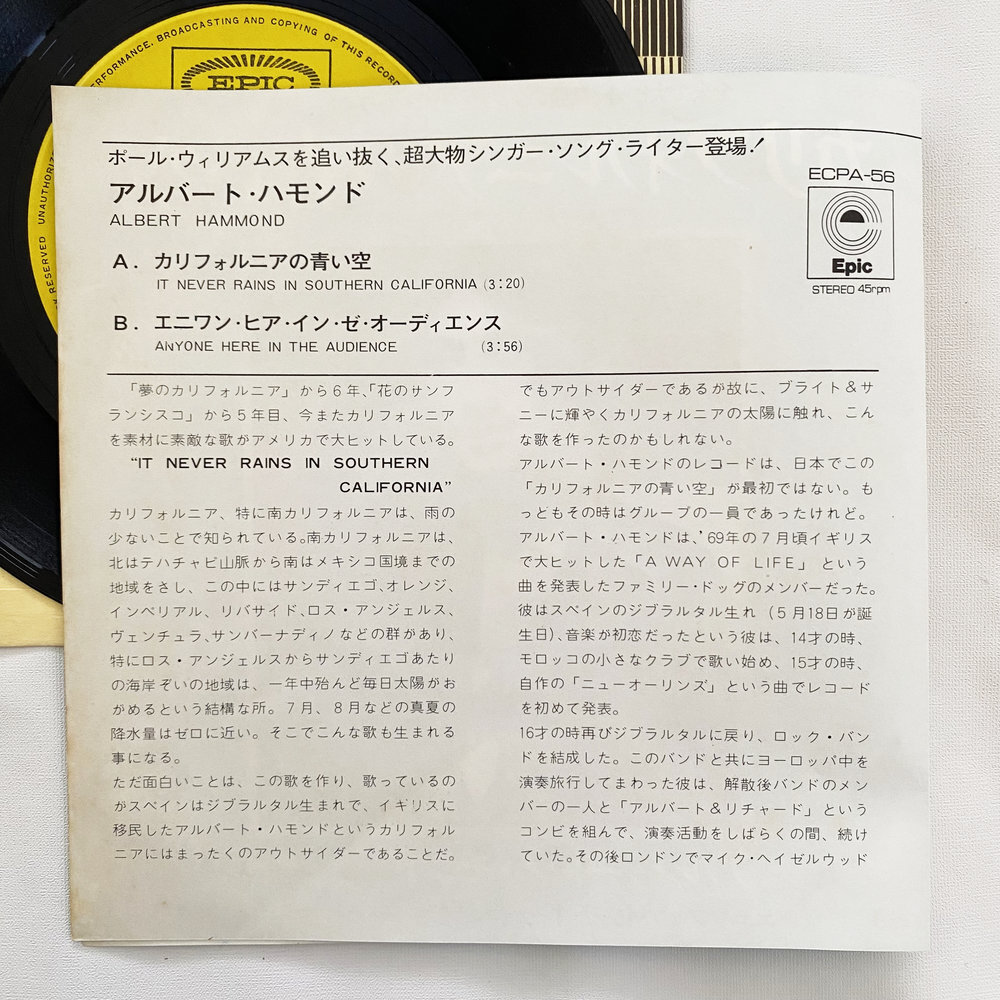 PERFORMANCE, BROADCASTING AND COPYING OF THIS RECORD
RESERVED UNAUTHORIZ
EPIC
ポール・ウィリアムスを追い抜く、超大物シンガー・ソング・ライター登場!
アルバート・ハモンド
ALBERT HAMMOND
ECPA-56
Epic
STEREO 45rpm
A. カリフォルニアの青い空
IT NEVER RAINS IN SOUTHERN CALIFORNIA (3:20)
B. エニワン・ヒア・イン・ゼ・オーディエンス
ANYONE HERE IN THE AUDIENCE (3:56)
「夢のカリフォルニア」から6年、「花のサンフ
ランシスコ」から5年目、今またカリフォルニア
を素材に素敵な歌がアメリカで大ヒットしている。
"IT NEVER RAINS IN SOUTHERN
CALIFORNIA"
カリフォルニア、特に南カリフォルニアは、雨の
少ないことで知られている。南カリフォルニアは、
北はテハチャピ山脈から南はメキシコ国境までの
地域をさし、この中にはサンディエゴ、オレンジ、
インペリアル、リバサイド、ロス・アンジェルス、
ヴェンチュラ、サンバーナディノなどの群があり、
特にロス・アンジェルスからサンディエゴあたり
の海岸ぞいの地域は、一年中殆んど毎日太陽がお
がめるという結構な所。7月、8月などの真夏の
降水量はゼロに近い。そこでこんな歌も生まれる
事になる。
ただ面白いことは、この歌を作り、歌っているの
がスペインはジブラルタル生まれで、イギリスに
移民したアルバート・ハモンドというカリフォル
ニアにはまったくのアウトサイダーであることだ。
でもアウトサイダーであるが故に、ブライト&サ
ニーに輝やくカリフォルニアの太陽に触れ、こん
な歌を作ったのかもしれない。
アルバート・ハモンドのレコードは、日本でこの
「カリフォルニアの青い空」が最初ではない。も
っどもその時はグループの一員であったけれど。
アルバート・ハモンドは、'69年の7月頃イギリス
で大ヒットした「A WAY OF LIFE」という
曲を発表したファミリー・ドッグのメンバーだった。
彼はスペインのジブラルタル生れ (5月18日が誕
生日)、音楽が初恋だったという彼は、14才の時、
モロッコの小さなクラブで歌い始め、15才の時、
自作の「ニューオーリンズ」という曲でレコード
を初めて発表。
16才の時再びジブラルタルに戻り、ロック・バン
ドを結成した。このバンドと共にヨーロッパ中を
演奏旅行してまわった彼は、解散後バンドのメン
バーの一人と「アルバート&リチャード」という
コンビを組んで、演奏活動をしばらくの間、続け
ていた。その後ロンドンでマイク・ヘイゼルウッド